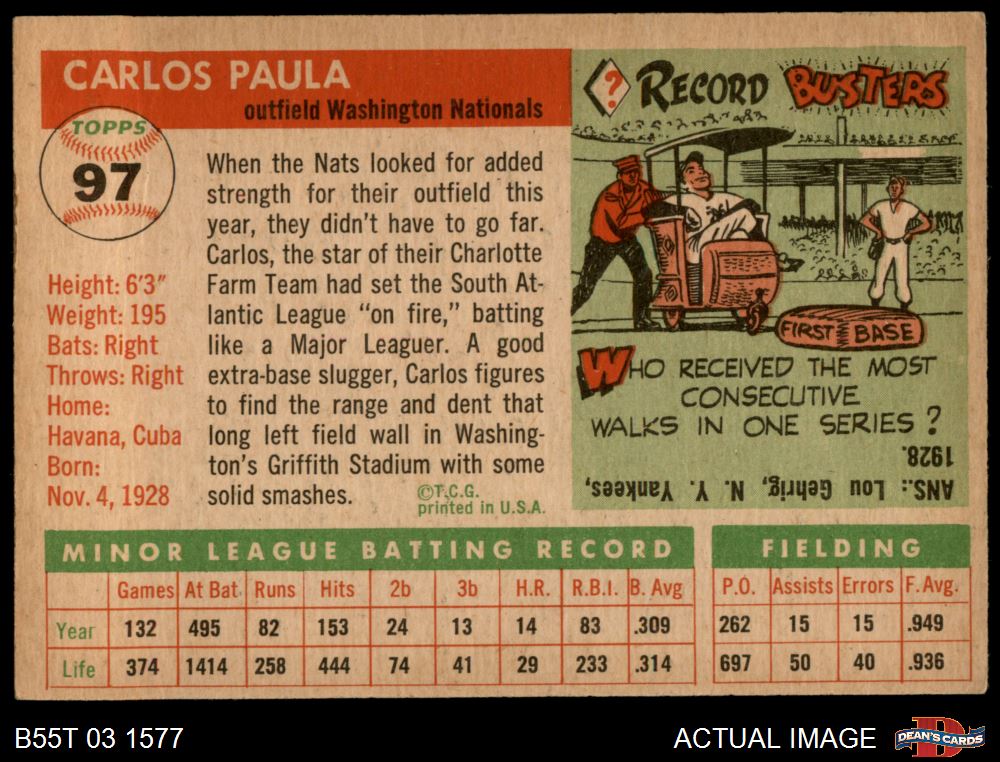 CARLOS PAULA
outfield Washington Nationals
TOPPS
97
Height: 6'3"
Weight: 195
Bats: Right
Throws: Right
Home:
Havana, Cuba
Born:
Nov. 4, 1928
When the Nats looked for added
strength for their outfield this
year, they didn't have to go far.
Carlos, the star of their Charlotte
Farm Team had set the South At-
lantic League "on fire," batting
like a Major Leaguer. A good
extra-base slugger, Carlos figures
to find the range and dent that
long left field wall in Washing-
ton's Griffith Stadium with some
solid smashes.
©T.C.G.
printed in U.S.A.
? RECORD BUSTERS
FIRST BASE
WHO RECEIVED THE MOST
CONSECUTIVE
WALKS IN ONE SERIES?
ANS.: Lou Gehrig, N. Y. Yankees,
1928.
MINOR LEAGUE BATTING RECORD
Games At Bat Runs Hits 2b 3b H.R. R.B.I. B. Avg
Year 132 495 82 153 24 13 14 83 .309
Life 374 1414 258 444 74 41 29 233 .314
FIELDING
P.O. Assists Errors F. Avg.
262 15 15 .949
697 50 40 .936
B55T 03 1577
ACTUAL IMAGE
DEAN'S CARDS